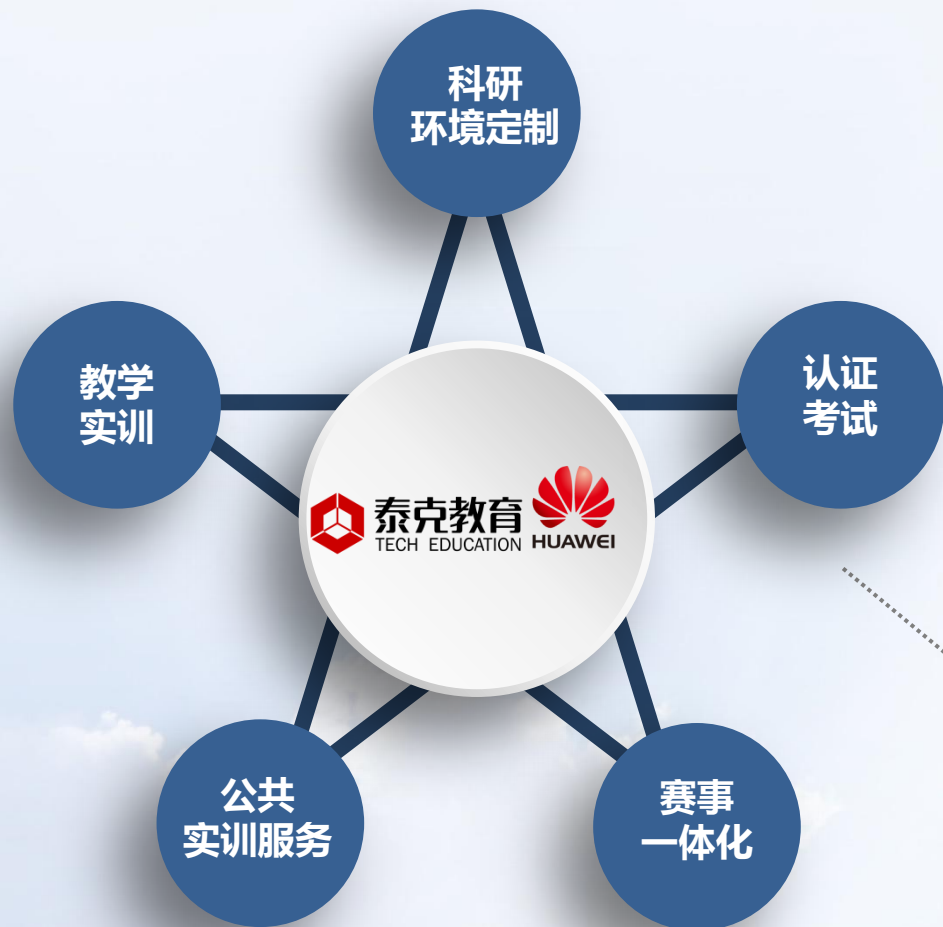 科研
环境定制
教学
实训
认证
考试
泰克教育
TECH EDUCATION
HUAWEI
公共
实训服务
赛事
一体化